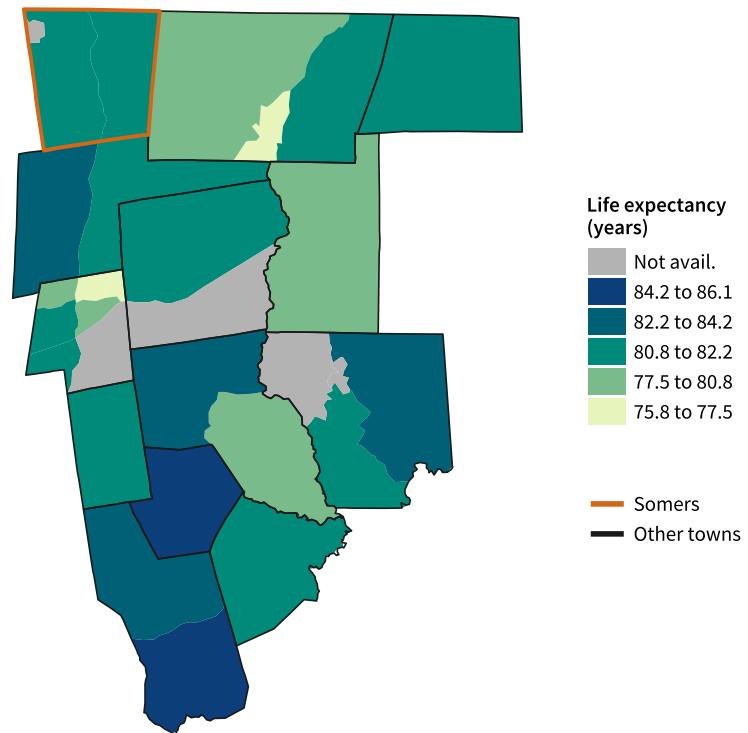 Life expectancy
(years)
Not avail.
84.2 to 86.1
82.2 to 84.2
80.8 to 82.2
77.5 to 80.8
75.8 to 77.5
Somers
Other towns